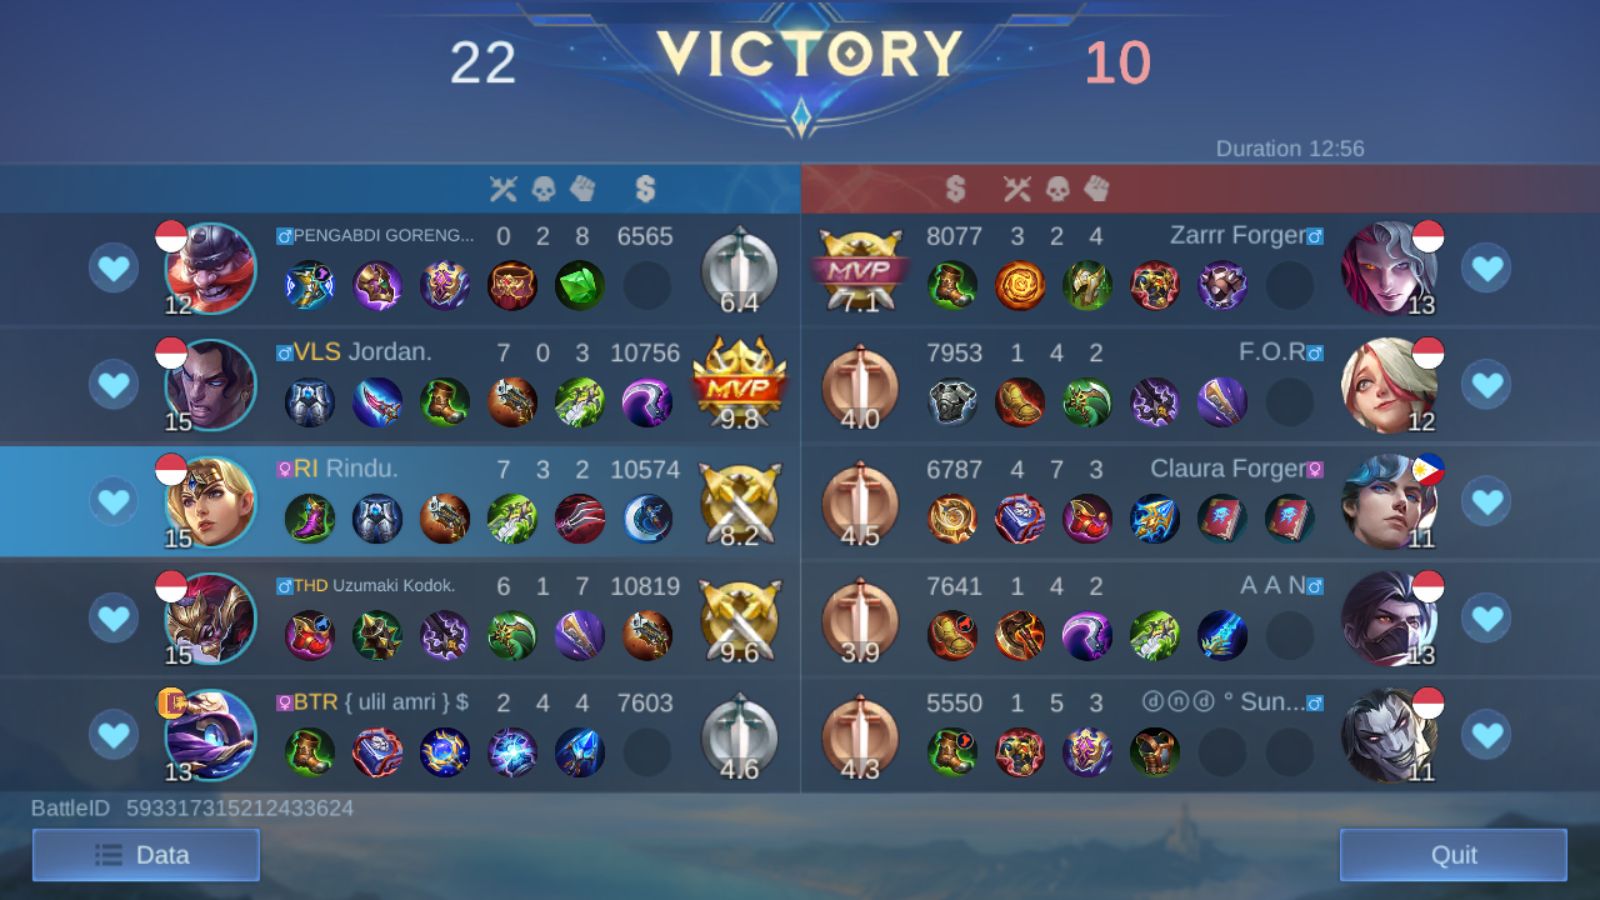 22 VICTORY 10
Duration 12:56
PENGABDI GORENG... 0 2 8 6565 6.4 12
MVP 7.1 8077 3 2 4 Zarrr Forger 13
VLS Jordan. 7 0 3 10756 MVP 9.8 15
4.0 7953 1 4 2 F.O.R 12
RI Rindu. 7 3 2 10574 8.2 15
4.5 6787 4 7 3 Claura Forger 11
THD Uzumaki Kodok. 6 1 7 10819 9.6 15
3.9 7641 1 4 2 A A N 13
BTR { ulil amri } $ 2 4 4 7603 4.6 13
4.3 5550 1 5 3 ⓓⓝⓓ ° Sun... 11
BattleID 593317315212433624
Data
Quit